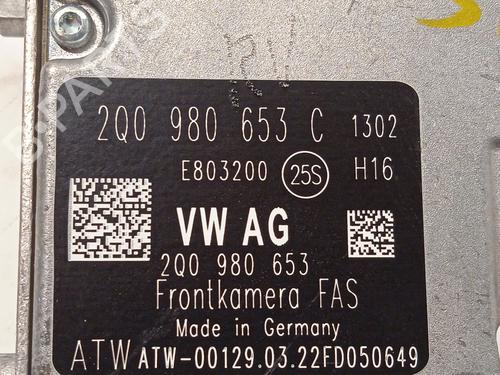 2Q0 980 653 C 1302
E803200 25S H16
VW AG
2Q0 980 653
Frontkamera FAS
Made in Germany
ATW ATW-00129.03.22FD050649